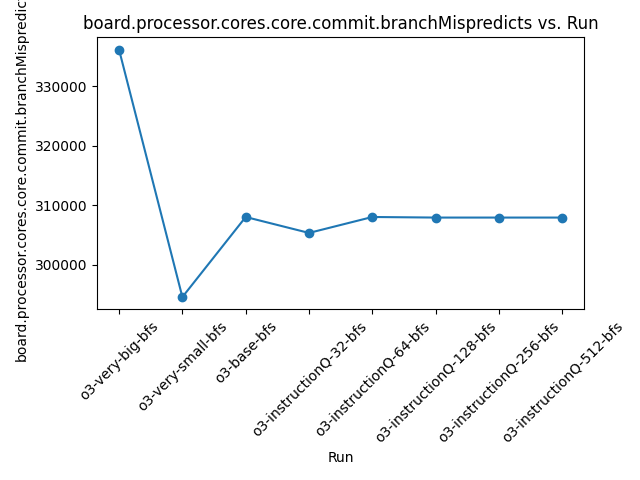 board.processor.cores.core.commit.branchMispredicts vs. Run
board.processor.cores.core.commit.branchMispredic
330000
320000
310000
300000
o3-very-big-bfs
o3-very-small-bfs
o3-base-bfs
o3-instructionQ-32-bfs
o3-instructionQ-64-bfs
o3-instructionQ-128-bfs
o3-instructionQ-256-bfs
o3-instructionQ-512-bfs
Run